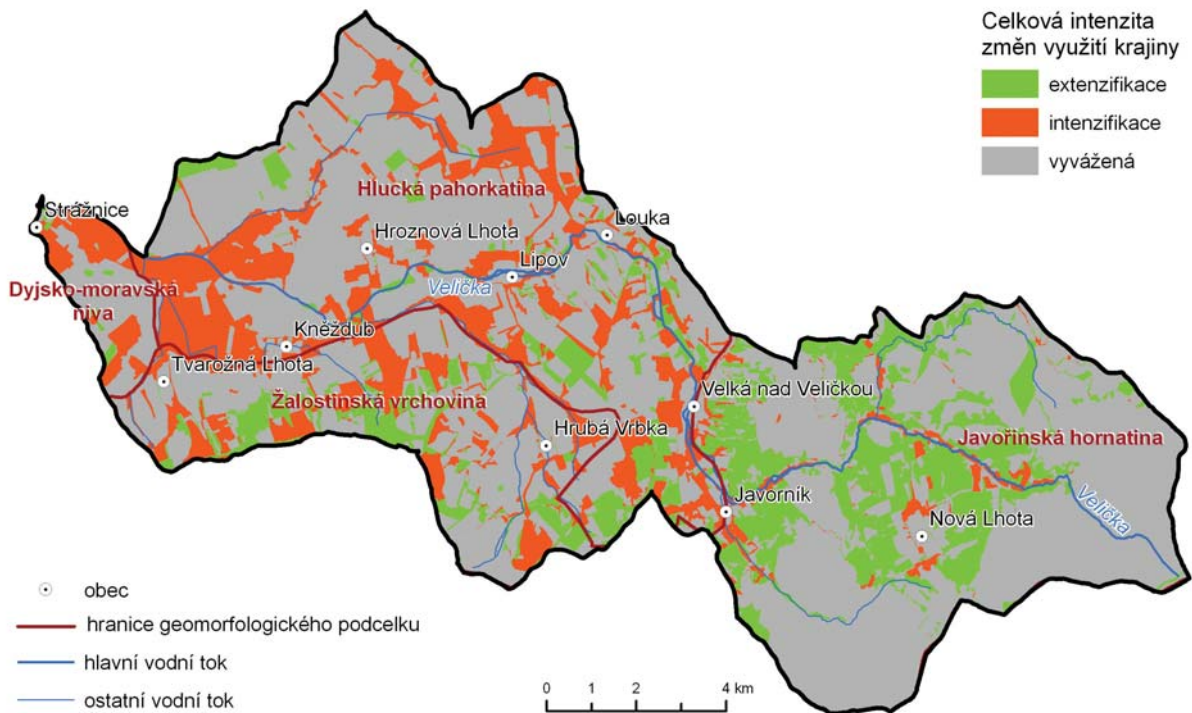 Celková intenzita
změn využití krajiny
extenzifikace
intenzifikace
vyvážená
Hlucká pahorkatina
Strážnice
Hroznová Lhota
Louka
Lipov
Dyjsko-moravská
niva
Velička
Kněždub
Tvarožná Lhota
Žalostinská vrchovina
Velká nad Veličkou
Hrubá Vrbka
Javořinská hornatina
Javorník
Nová Lhota
Velička
obec
hranice geomorfologického podcelku
hlavní vodní tok
ostatní vodní tok
0 1 2 4 km